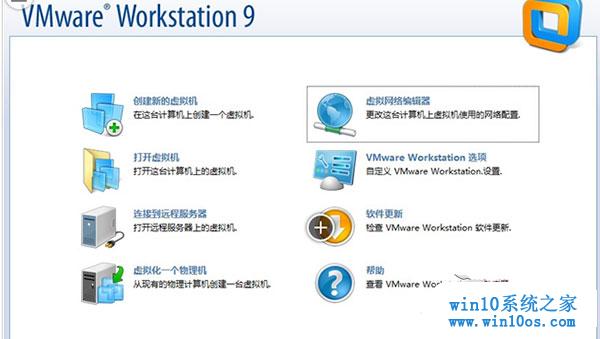 VMware® Workstation 9
创建新的虚拟机
在这台计算机上创建一个虚拟机.
打开虚拟机
打开这台计算机上的虚拟机.
连接到远程服务器
打开远程服务器上的虚拟机.
虚拟化一个物理机
从现有的物理计算机创建一台虚拟机.
虚拟网络编辑器
更改这台计算机上虚拟机使用的网络配置.
VMware Workstation 选项
自定义 VMware Workstation.设置.
软件更新
检查 VMware Workstation 软件更新.
帮助
查看 VMware
win10系统之家
www.win10os.com